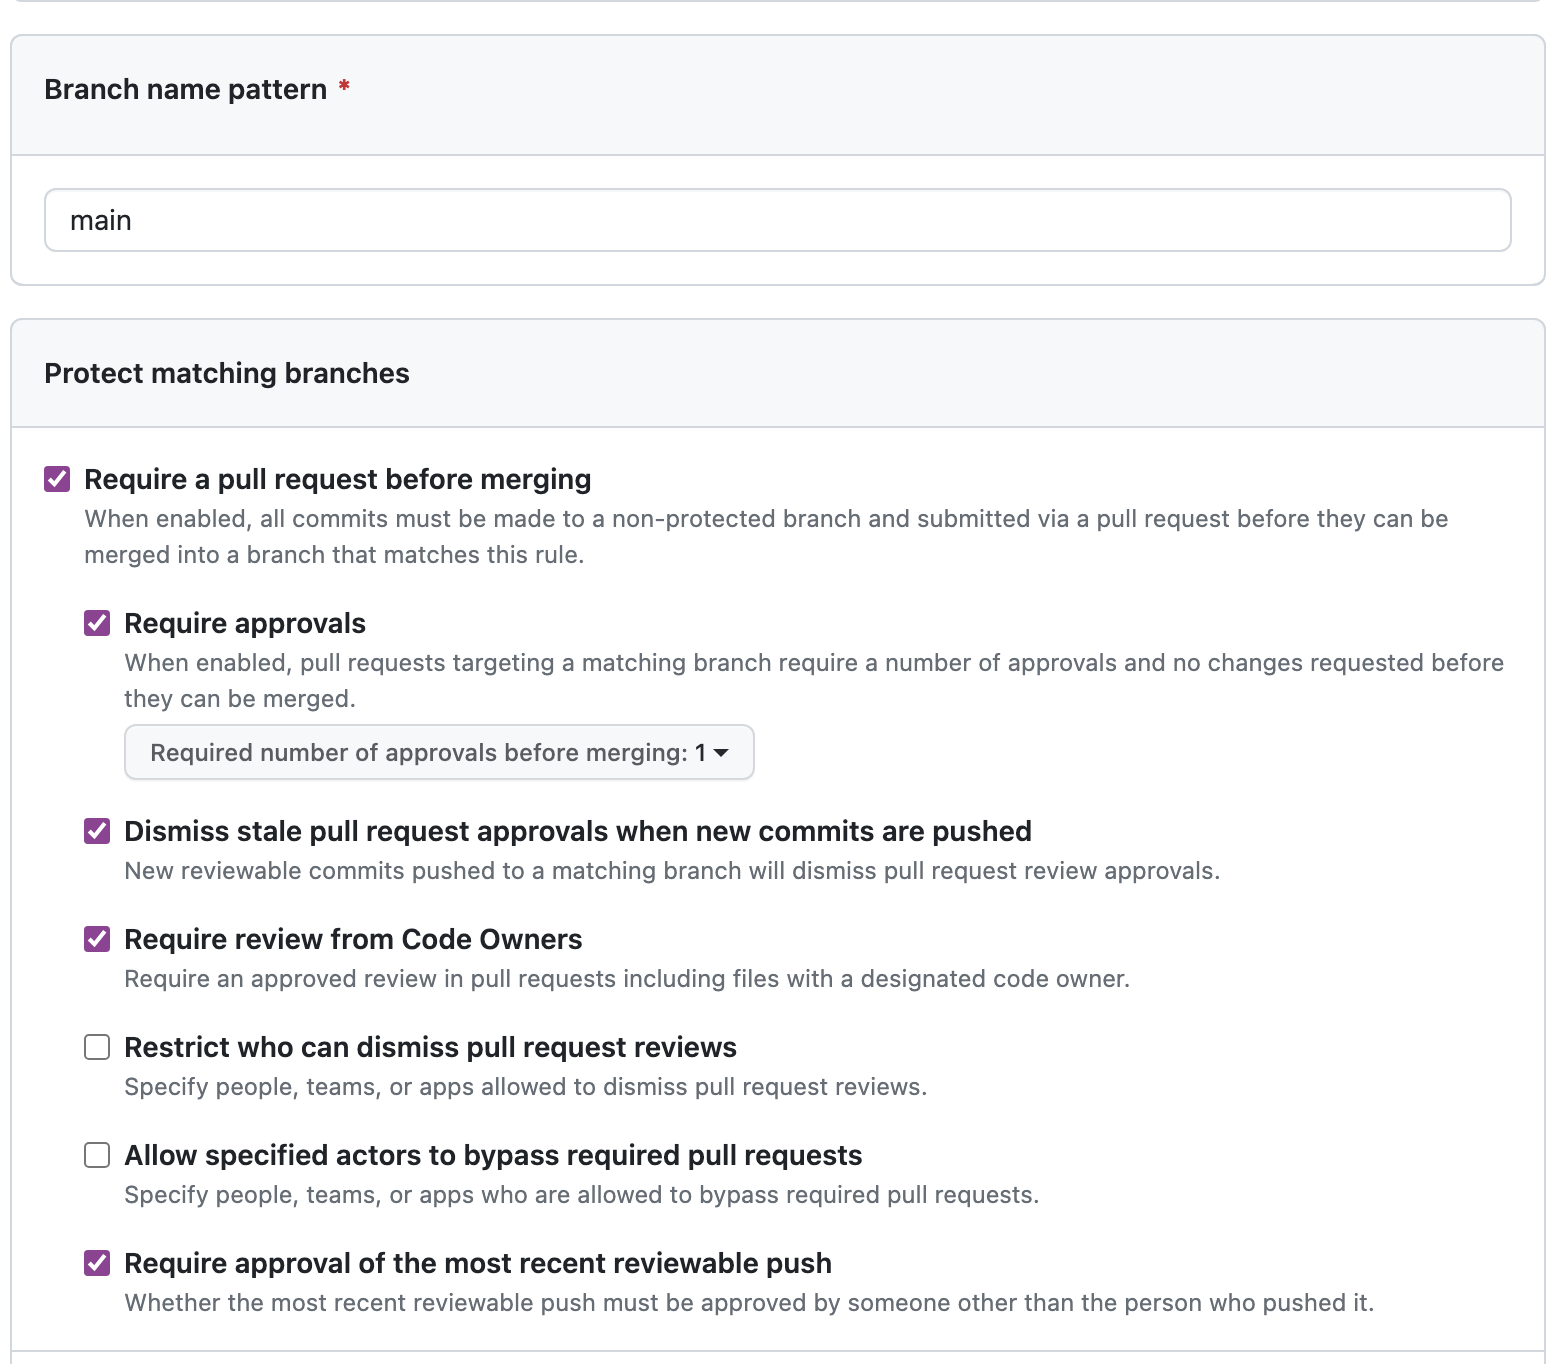 Branch name pattern *
main
Protect matching branches
Require a pull request before merging
When enabled, all commits must be made to a non-protected branch and submitted via a pull request before they can be
merged into a branch that matches this rule.
Require approvals
When enabled, pull requests targeting a matching branch require a number of approvals and no changes requested before
they can be merged.
Required number of approvals before merging: 1
Dismiss stale pull request approvals when new commits are pushed
New reviewable commits pushed to a matching branch will dismiss pull request review approvals.
Require review from Code Owners
Require an approved review in pull requests including files with a designated code owner.
Restrict who can dismiss pull request reviews
Specify people, teams, or apps allowed to dismiss pull request reviews.
Allow specified actors to bypass required pull requests
Specify people, teams, or apps who are allowed to bypass required pull requests.
Require approval of the most recent reviewable push
Whether the most recent reviewable push must be approved by someone other than the person who pushed it.